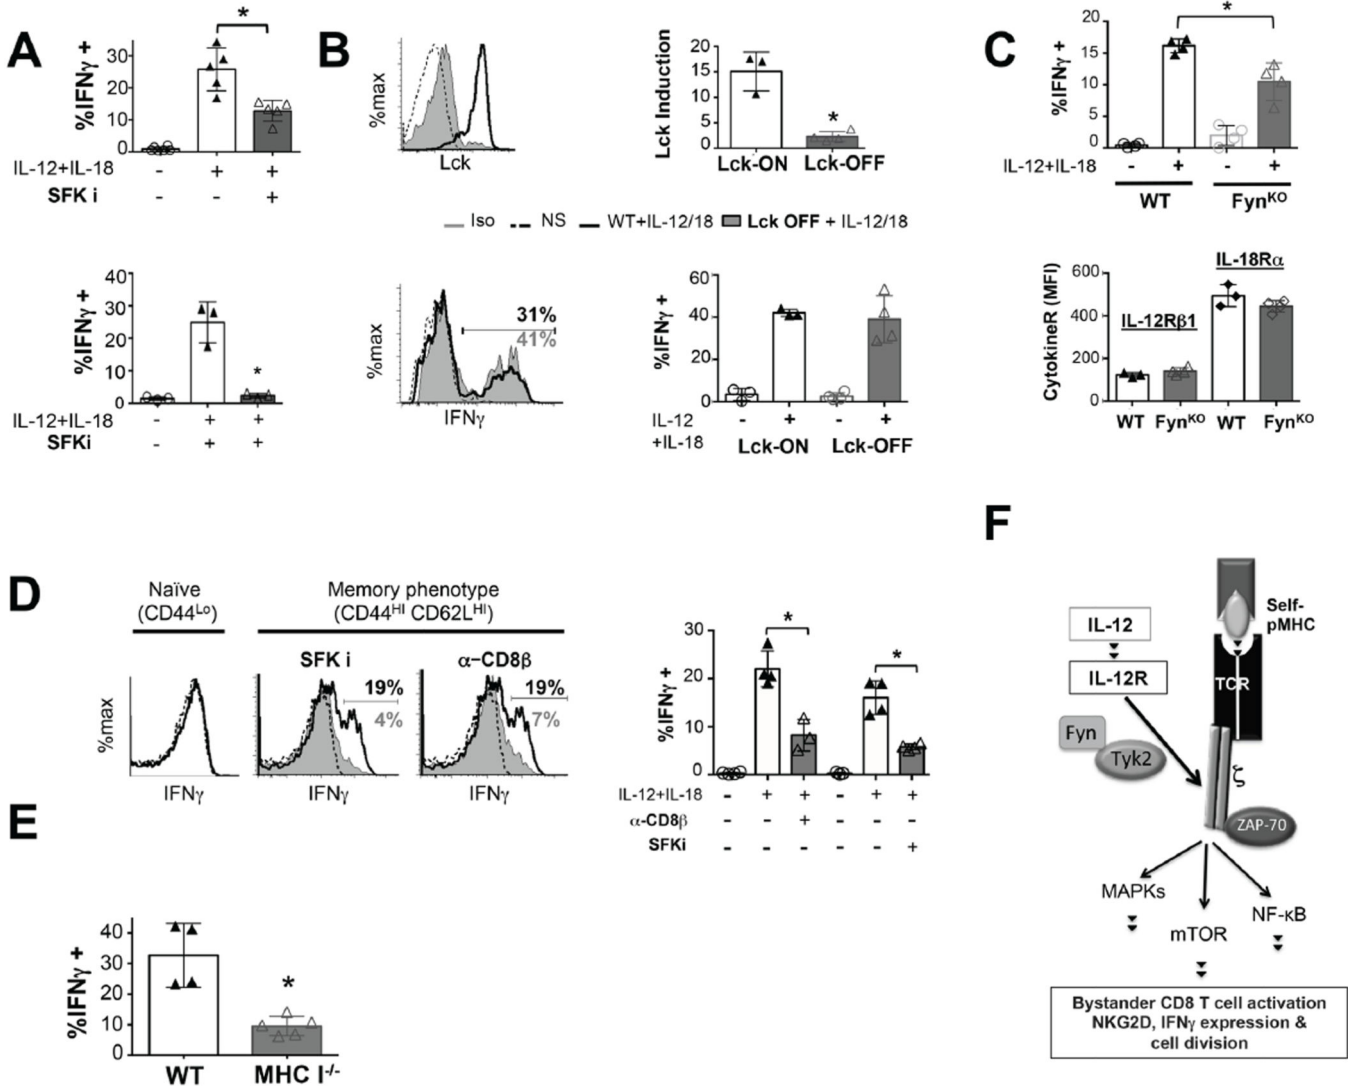 A
*
%IFNγ +
30
20
10
0
IL-12+IL-18 - + +
SFK i - - +
%IFNγ +
40
30
20
10
0
*
IL-12+IL-18 - + +
SFKi - + +
B
%max
Lck
Lck Induction
20
15
10
5
0
*
Lck-ON Lck-OFF
Iso NS WT+IL-12/18 Lck OFF + IL-12/18
%max
31%
41%
IFNγ
%IFNγ +
60
40
20
0
IL-12 - + - +
+IL-18 Lck-ON Lck-OFF
C
*
%IFNγ +
20
15
10
5
0
IL-12+IL-18 - + - +
WT FynKO
CytokineR (MFI)
600
400
200
0
IL-18Rα
IL-12Rβ1
WT FynKO WT FynKO
D
Naïve
(CD44Lo)
Memory phenotype
(CD44HI CD62LHI)
SFK i
α−CD8β
%max
19%
4%
19%
7%
IFNγ IFNγ IFNγ
%IFNγ +
30
20
10
0
*
*
IL-12+IL-18 - + + - + +
α-CD8β - - + - - -
SFKi - - - - - +
E
%IFNγ +
40
30
20
10
0
*
WT MHC I-/-
F
Self-
pMHC
IL-12
IL-12R
TCR
Fyn
Tyk2
ζ
ZAP-70
MAPKs
mTOR
NF-κB
Bystander CD8 T cell activation
NKG2D, IFNγ expression &
cell division